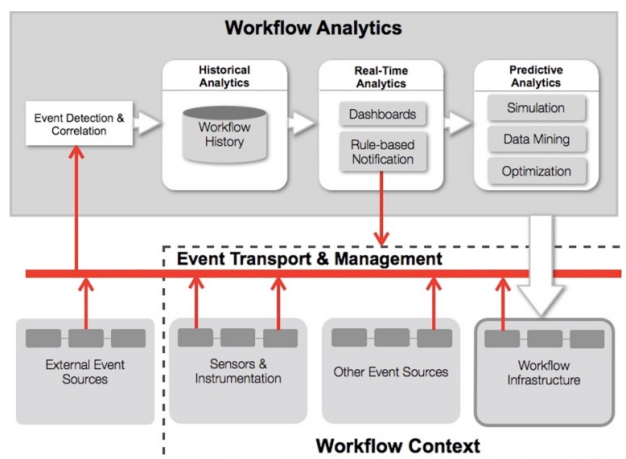 Workflow Analytics
Event Detection &
Correlation
Historical
Analytics
Workflow
History
Real-Time
Analytics
Dashboards
Rule-based
Notification
Predictive
Analytics
Simulation
Data Mining
Optimization
Event Transport & Management
External Event
Sources
Sensors &
Instrumentation
Other Event Sources
Workflow
Infrastructure
Workflow Context